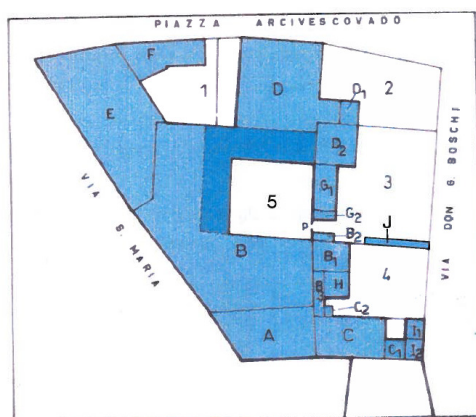 PIAZZA ARCIVESCOVADO
F
1
D
D1
2
E
D2
VIA DON G. BOSCHI
3
G1
5
G2
P
B2
J
VIA S. MARIA
B
B1
4
B3
H
C2
A
C
I1
C1
I2